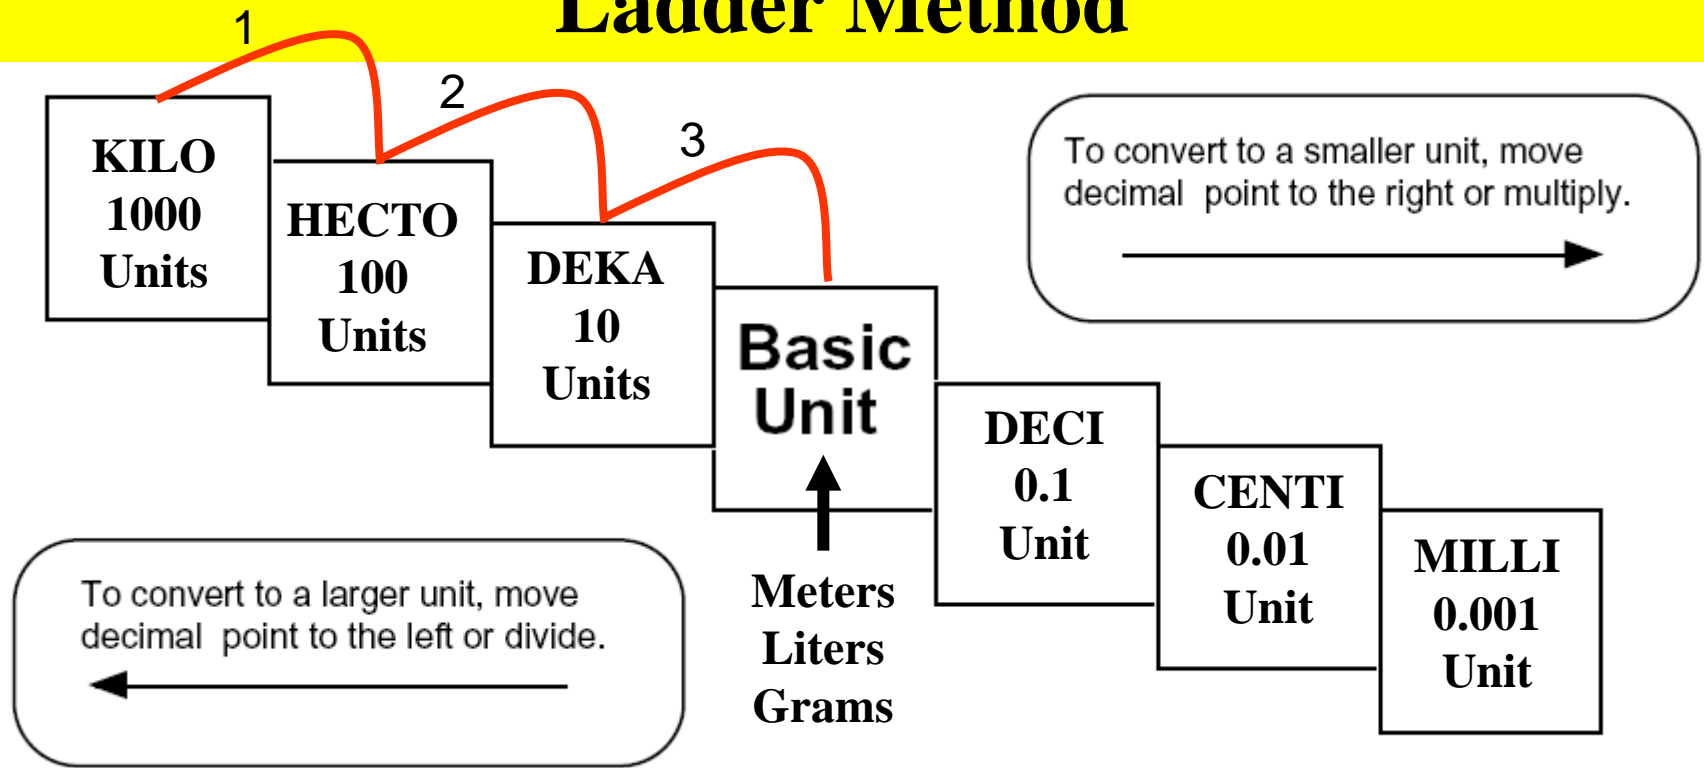 Ladder Method
1
2
3
KILO
1000
Units
HECTO
100
Units
DEKA
10
Units
Basic
Unit
DECI
0.1
Unit
CENTI
0.01
Unit
MILLI
0.001
Unit
To convert to a smaller unit, move
decimal point to the right or multiply.
To convert to a larger unit, move
decimal point to the left or divide.
Meters
Liters
Grams